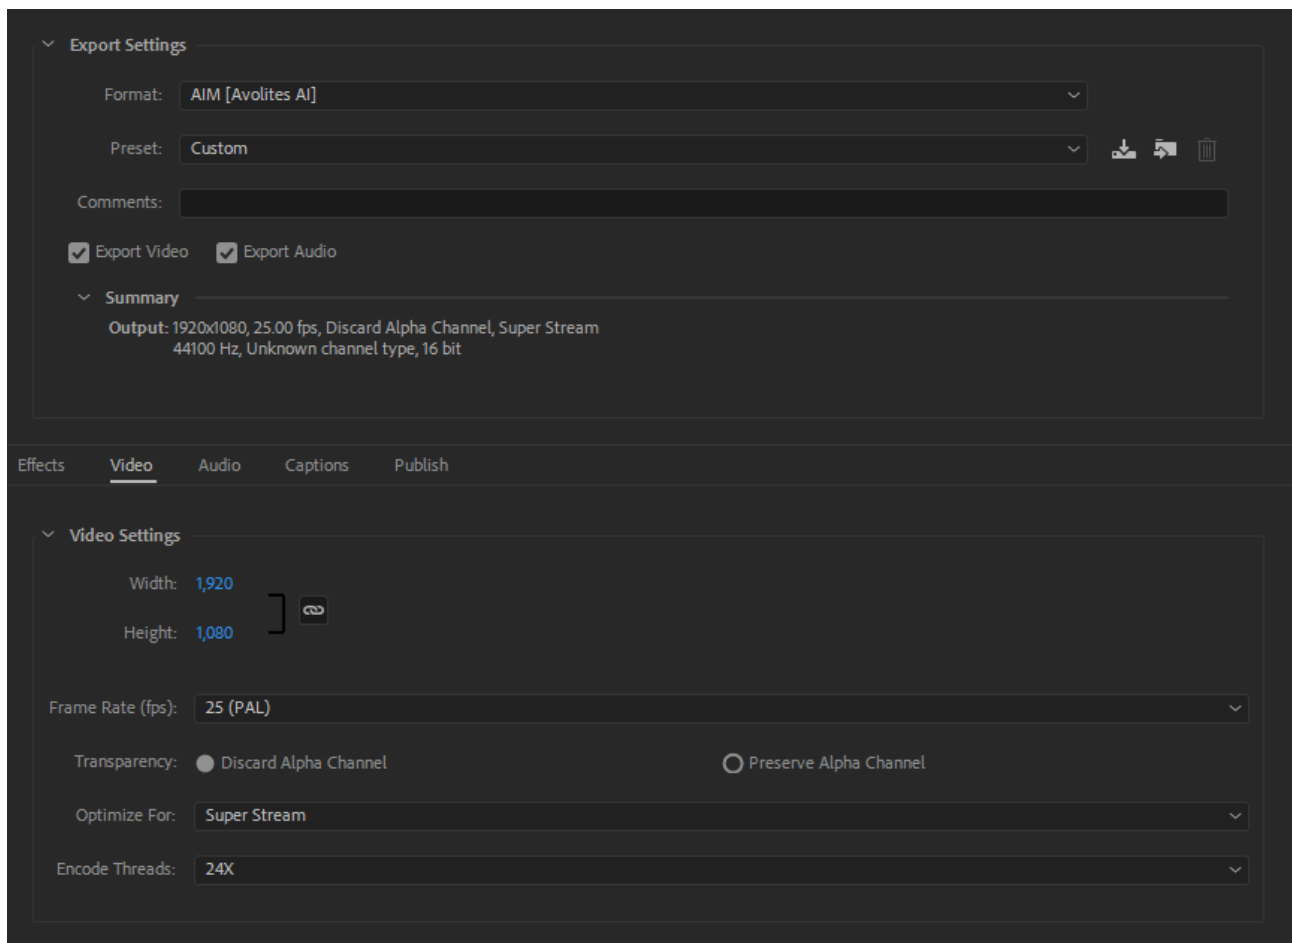 Export Settings
Format: AIM [Avolites AI]
Preset: Custom
Comments:
Export Video Export Audio
Summary
Output: 1920x1080, 25.00 fps, Discard Alpha Channel, Super Stream
44100 Hz, Unknown channel type, 16 bit
Effects Video Audio Captions Publish
Video Settings
Width: 1,920
Height: 1,080
Frame Rate (fps): 25 (PAL)
Transparency: Discard Alpha Channel Preserve Alpha Channel
Optimize For: Super Stream
Encode Threads: 24X